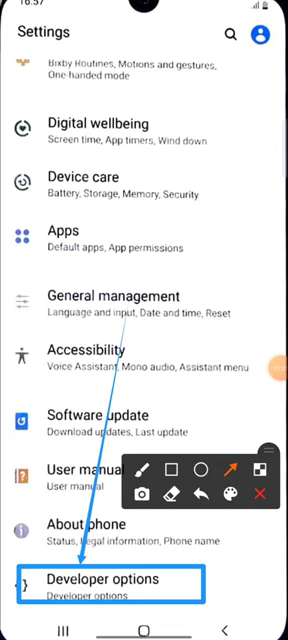 16:57
Settings
Bixby Routines, Motions and gestures,
One-handed mode
Digital wellbeing
Screen time, App timers, Wind down
Device care
Battery, Storage, Memory, Security
Apps
Default apps, App permissions
General management
Language and input, Date and time, Reset
Accessibility
Voice Assistant, Mono audio, Assistant menu
Software update
Download updates, Last update
User manual
User manual
About phone
Status, Legal information, Phone name
Developer options
Developer options